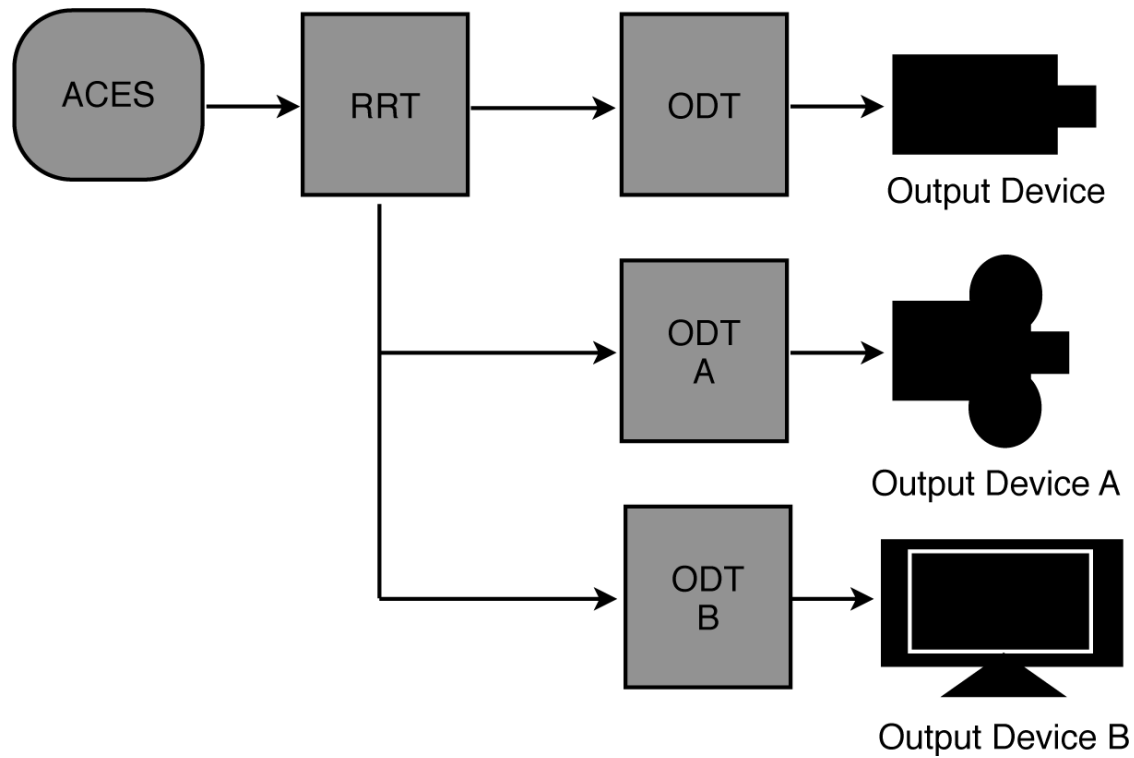 ACES
RRT
ODT
Output Device
ODT
A
Output Device A
ODT
B
Output Device B